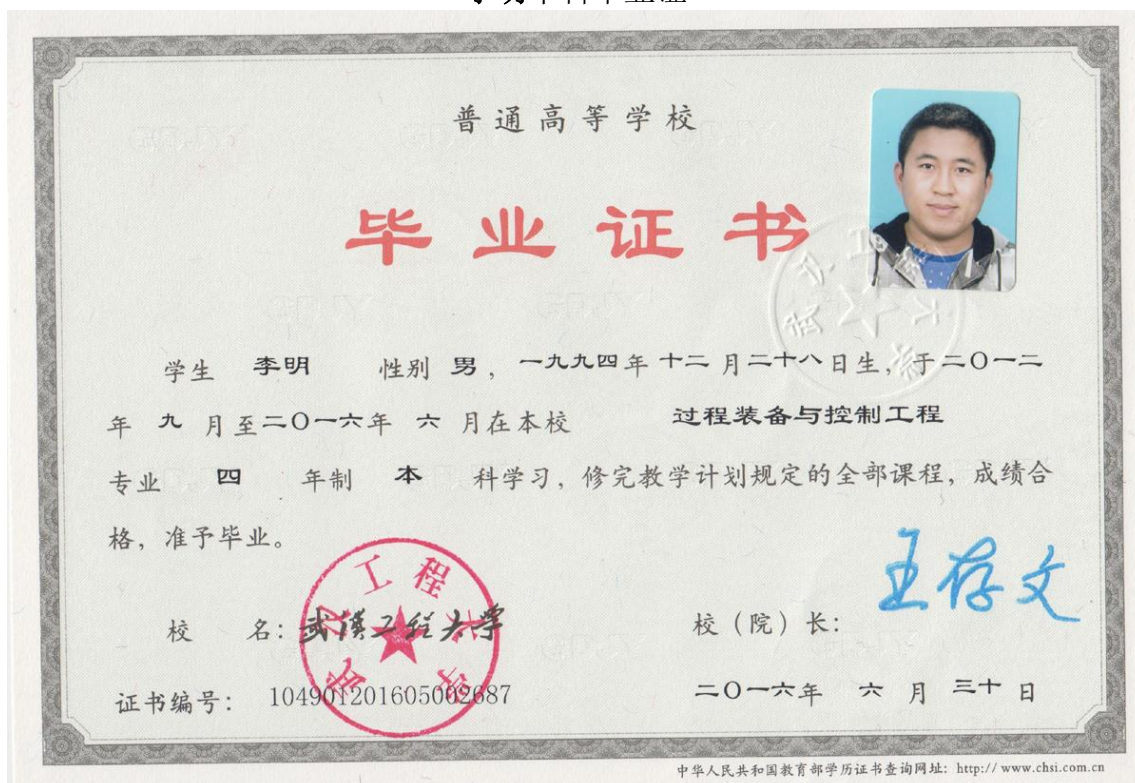 普通高等学校
毕业证书
学生 李明 性别 男，一九九四年 十二 月二十八日生，于二〇一二
年 九 月至二〇一六年 六 月在本校 过程装备与控制工程
专业 四 年制 本 科学习，修完教学计划规定的全部课程，成绩合
格，准予毕业。
武汉工程大学
王存文
校 名：武汉工程大学 校（院）长：
证书编号： 104901201605002687 二〇一六年 六 月 三十 日
中华人民共和国教育部学历证书查询网址：http://www.chsi.com.cn